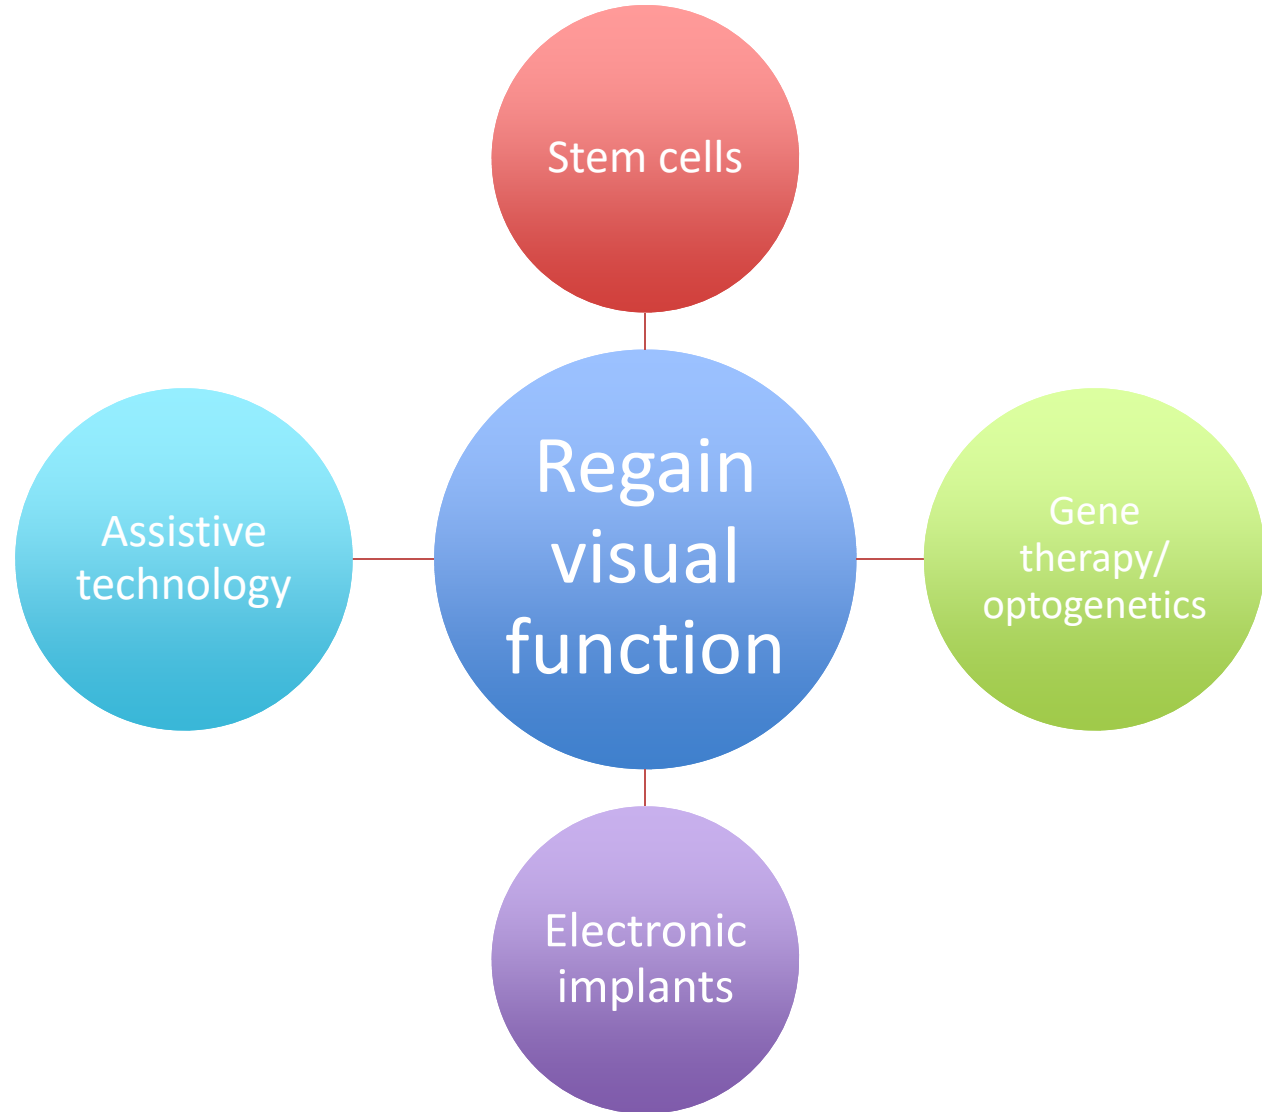 Stem cells
Assistive
technology
Regain
visual
function
Gene
therapy/
optogenetics
Electronic
implants